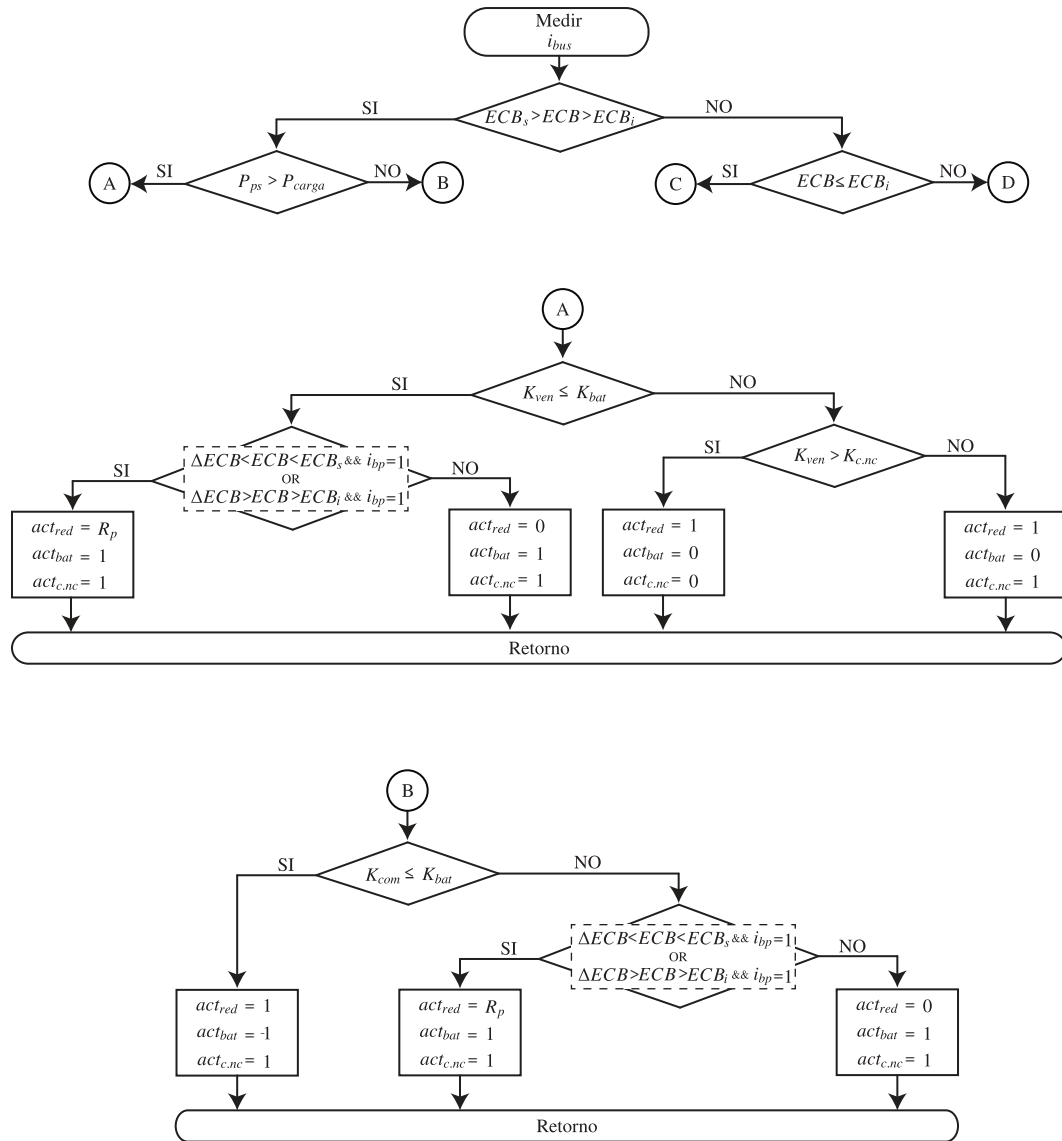 Medir
i_bus
SI
ECB_s>ECB>ECB_i
NO
A
SI
P_ps > P_carga
NO
B
C
SI
ECB≤ECB_i
NO
D
A
SI
K_ven ≤ K_bat
NO
SI
ΔECB<ECB<ECB_s && i_bp=1
OR
ΔECB>ECB>ECB_i && i_bp=1
NO
SI
K_ven > K_c.nc
NO
act_red = R_p
act_bat = 1
act_c.nc = 1
act_red = 0
act_bat = 1
act_c.nc = 1
act_red = 1
act_bat = 0
act_c.nc = 0
act_red = 1
act_bat = 0
act_c.nc = 1
Retorno
B
SI
K_com ≤ K_bat
NO
SI
ΔECB<ECB<ECB_s && i_bp=1
OR
ΔECB>ECB>ECB_i && i_bp=1
NO
act_red = 1
act_bat = -1
act_c.nc = 1
act_red = R_p
act_bat = 1
act_c.nc = 1
act_red = 0
act_bat = 1
act_c.nc = 1
Retorno